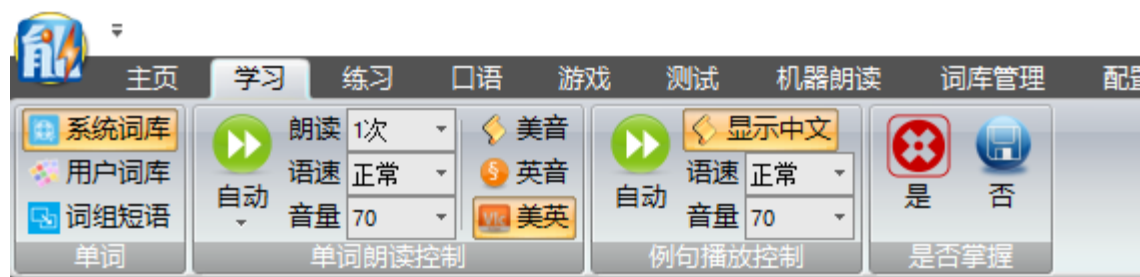 能
主页 学习 练习 口语 游戏 测试 机器朗读 词库管理 配
系统词库 朗读 1次 美音 显示中文
用户词库 语速 正常 英音 语速 正常
自动 自动 是 否
词组短语 音量 70 美英 音量 70
单词 单词朗读控制 例句播放控制 是否掌握